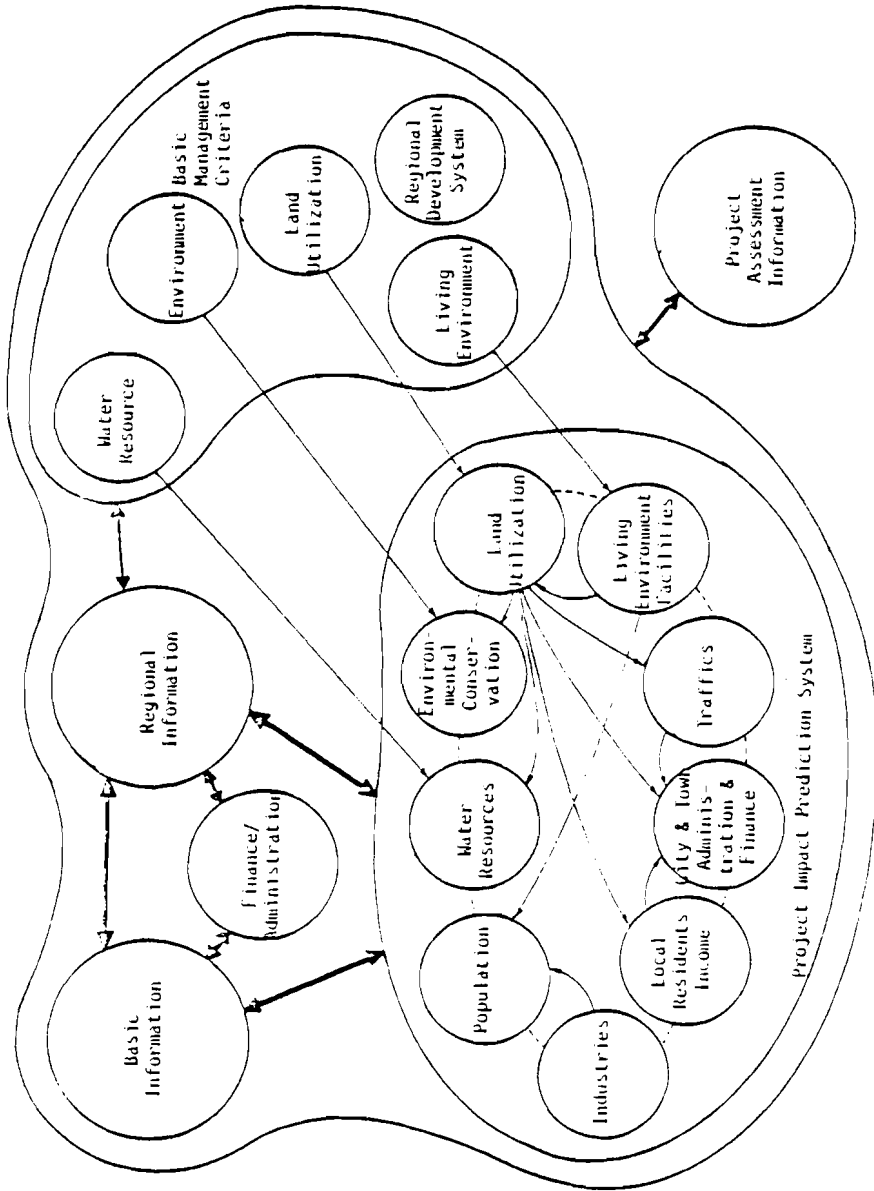 Basic
Information
Regional
Information
Finance/
Administration
Water
Resource
Environment
Basic
Management
Criteria
Land
Utilization
Living
Environment
Regional
Development
System
Population
Water
Resources
Environ-
mental
Conser-
vation
Land
Utilization
Industries
Local
Residents
Income
City & Town
Adminis-
tration &
Finance
Traffics
Living
Environment
Facilities
Project Impact Prediction System
Project
Assessment
Information